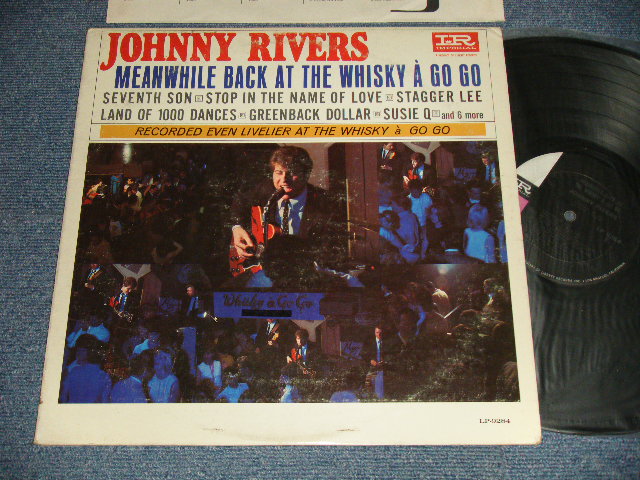 JOHNNY RIVERS
IR
IMPERIAL
MEANWHILE BACK AT THE WHISKY À GO GO
SEVENTH SON STOP IN THE NAME OF LOVE STAGGER LEE
LAND OF 1000 DANCES GREENBACK DOLLAR SUSIE Q and 6 more
RECORDED EVEN LIVELIER AT THE WHISKY à GO GO
Whisky à Go Go
LP-9284